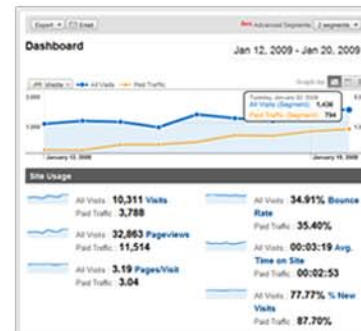 Export Email
Beta Advanced Segments: 2 segments
Dashboard
Jan 12, 2009 - Jan 20, 2009
Visits All Visits Paid Traffic
Graph by:
Tuesday, January 20, 2009
All Visits (Segment): 1,436
Paid Traffic (Segment): 794
January 12, 2009
January 19, 2009
Site Usage
All Visits: 10,311 Visits
Paid Traffic: 3,788
All Visits: 32,863 Pageviews
Paid Traffic: 11,514
All Visits: 3.19 Pages/Visit
Paid Traffic: 3.04
All Visits: 34.91% Bounce
Rate
Paid Traffic: 35.40%
All Visits: 00:03:19 Avg.
Time on Site
Paid Traffic: 00:02:53
All Visits: 77.77% % New
Visits
Paid Traffic: 87.70%